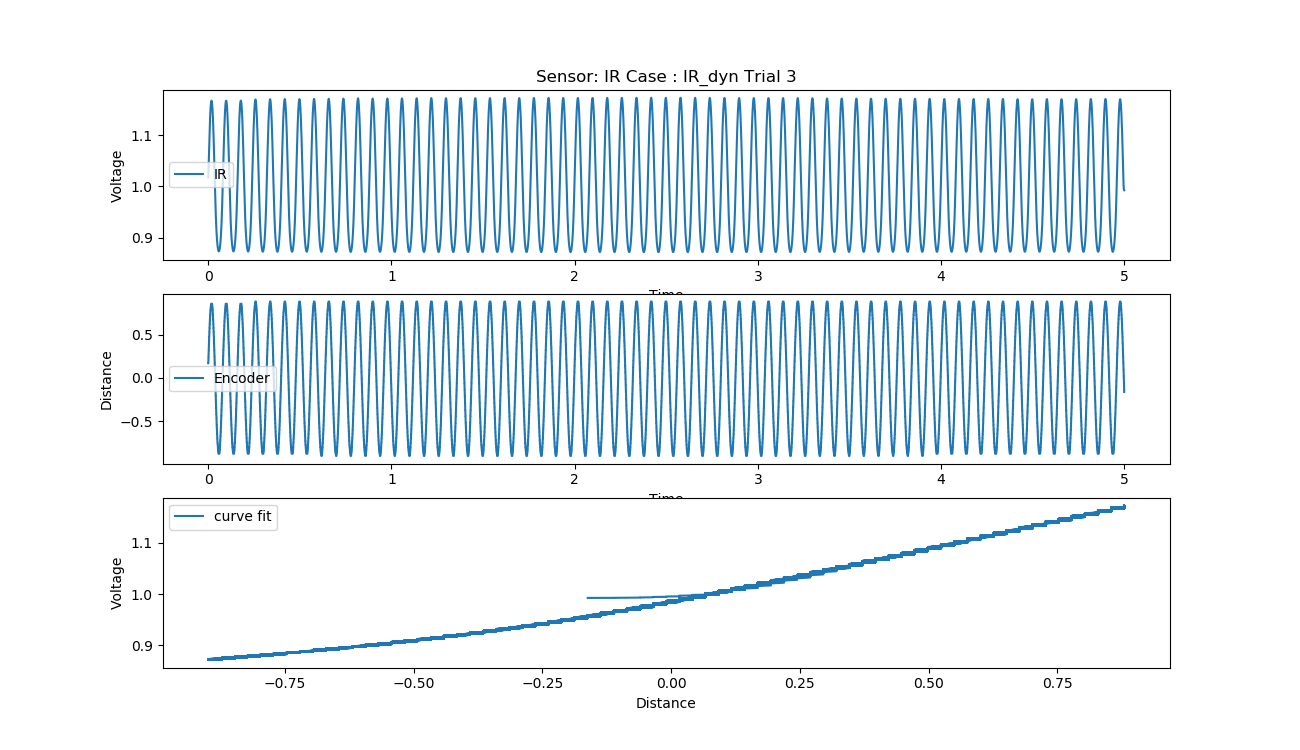 Sensor: IR Case : IR_dyn Trial 3
1.1
1.0
0.9
Voltage
IR
0 1 2 3 4 5
0.5
0.0
−0.5
Distance
Encoder
0 1 2 3 4 5
1.1
1.0
0.9
Voltage
curve fit
−0.75 −0.50 −0.25 0.00 0.25 0.50 0.75
Distance